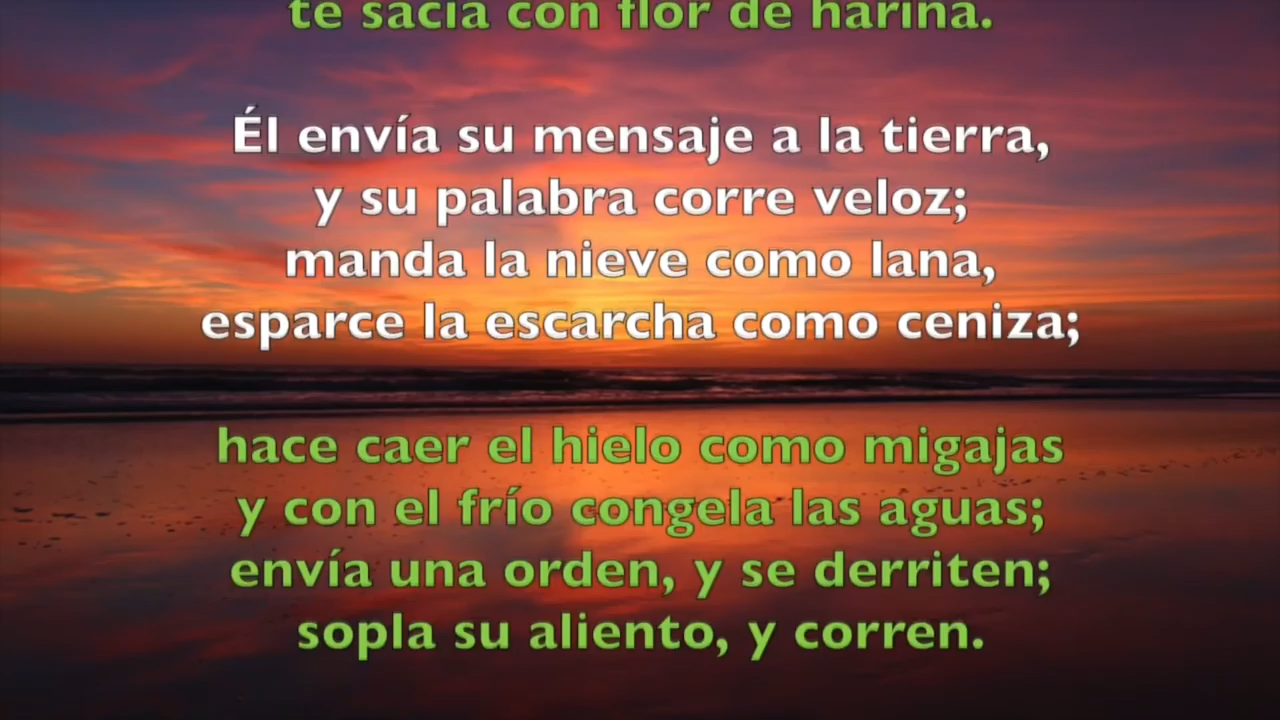 te sacia con flor de harina.
Él envía su mensaje a la tierra,
y su palabra corre veloz;
manda la nieve como lana,
esparce la escarcha como ceniza;
hace caer el hielo como migajas
y con el frío congela las aguas;
envía una orden, y se derriten;
sopla su aliento, y corren.